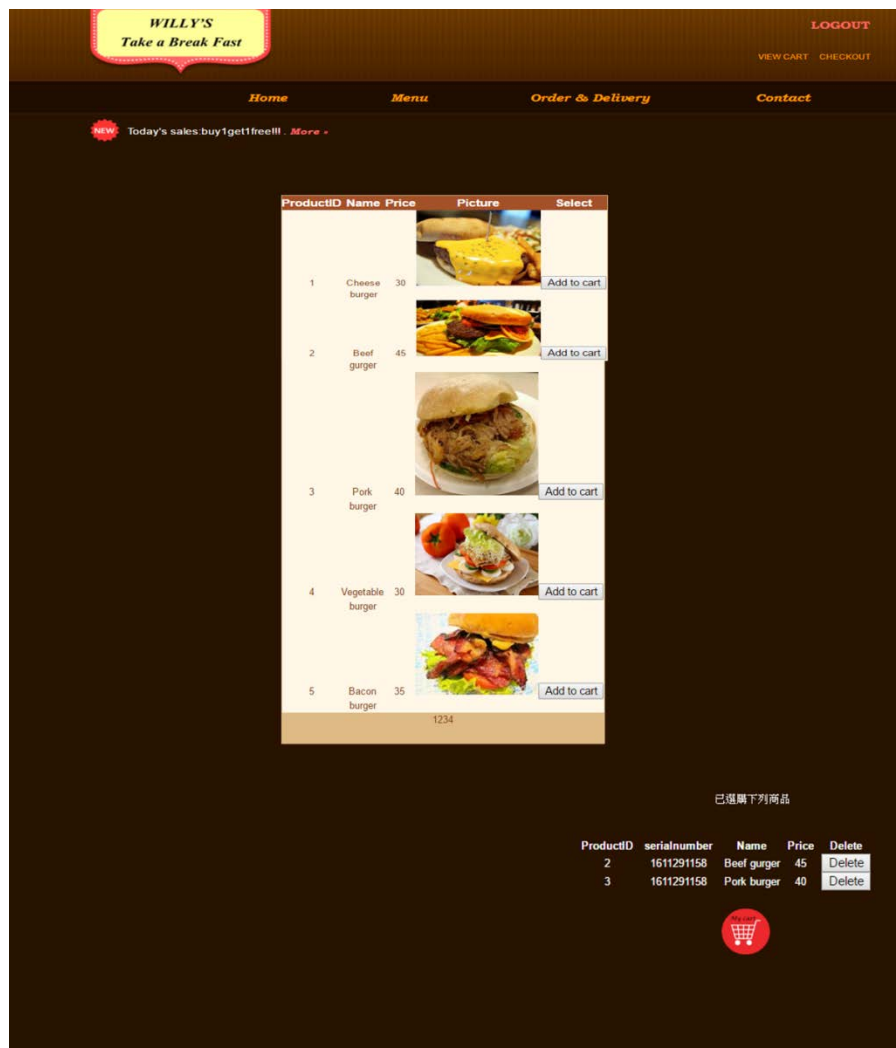 WILLY'S
Take a Break Fast
LOGOUT
VIEW CART CHECKOUT
Home Menu Order & Delivery Contact
NEW Today's sales:buy1get1free!!! . More »
ProductID Name Price Picture Select
1 Cheese burger 30 Add to cart
2 Beef gurger 45 Add to cart
3 Pork burger 40 Add to cart
4 Vegetable burger 30 Add to cart
5 Bacon burger 35 Add to cart
1234
已選購下列商品
ProductID serialnumber Name Price Delete
2 1611291158 Beef gurger 45 Delete
3 1611291158 Pork burger 40 Delete
My cart